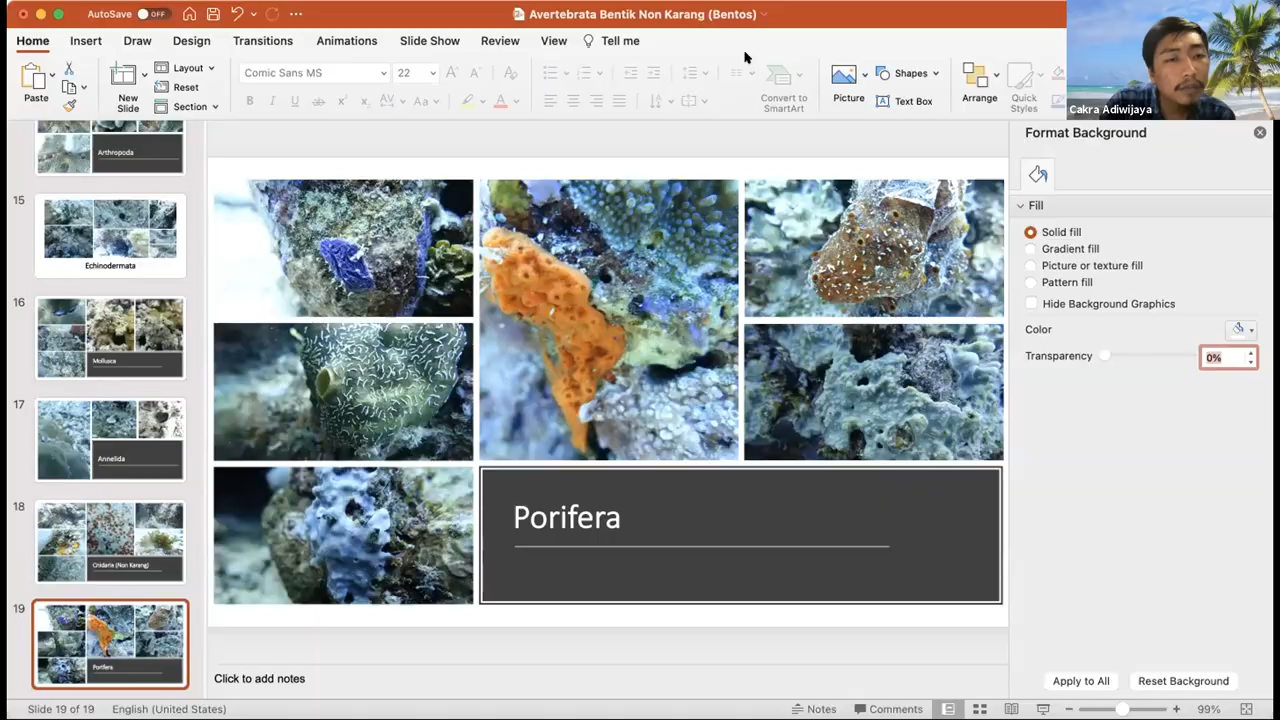 AutoSave OFF
Avertebrata Bentik Non Karang (Bentos)
Home Insert Draw Design Transitions Animations Slide Show Review View Tell me
Paste
New Slide
Layout
Reset
Section
Comic Sans MS 22
Convert to SmartArt
Picture
Shapes
Text Box
Arrange
Quick Styles
Cakra Adiwijaya
Arthropoda
15
Echinodermata
16
Mollusca
17
Annelida
18
Cnidaria (Non Karang)
19
Porifera
Porifera
Click to add notes
Format Background
Fill
Solid fill
Gradient fill
Picture or texture fill
Pattern fill
Hide Background Graphics
Color
Transparency 0%
Apply to All Reset Background
Slide 19 of 19 English (United States) Notes Comments 99%